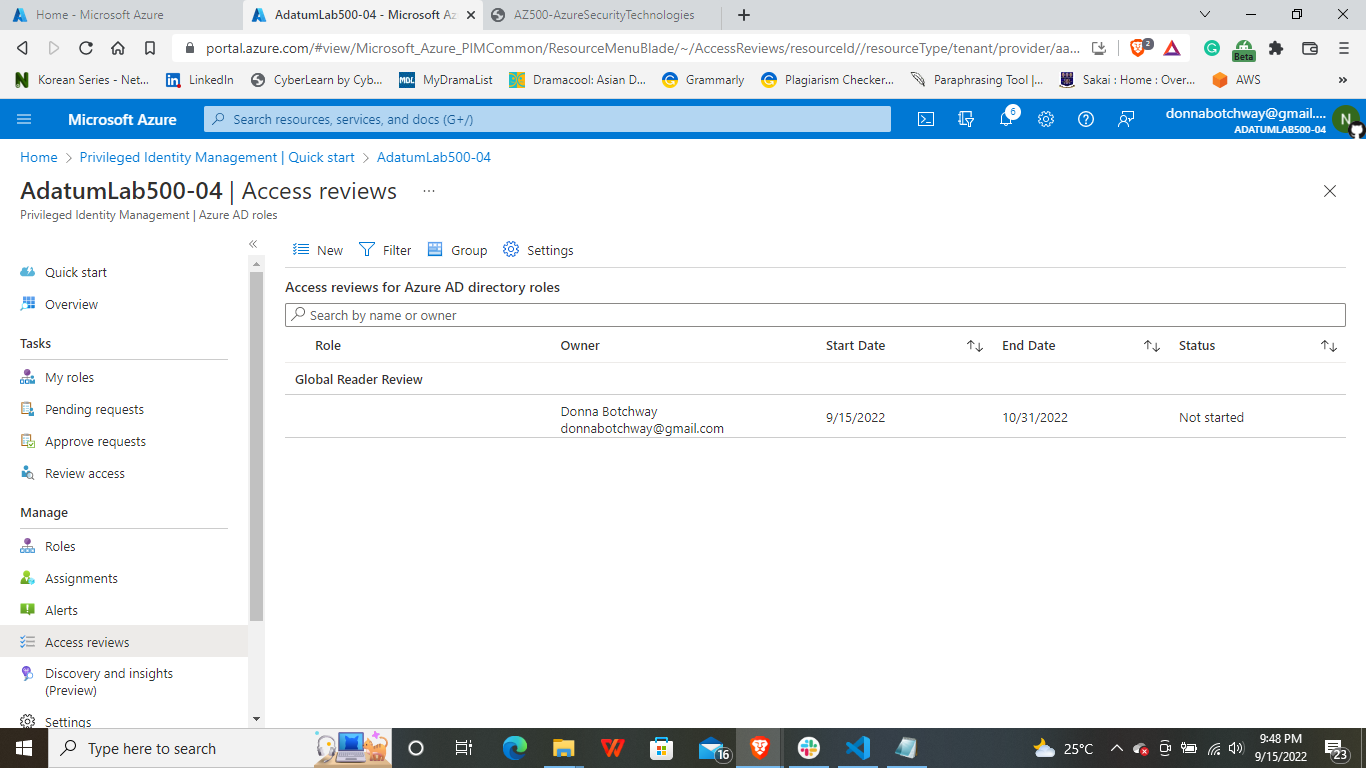 Home - Microsoft Azure
AdatumLab500-04 - Microsoft Az
AZ500-AzureSecurityTechnologies
portal.azure.com/#view/Microsoft_Azure_PIMCommon/ResourceMenuBlade/~/AccessReviews/resourceId//resourceType/tenant/provider/aa...
2
Beta
Korean Series - Net...
LinkedIn
CyberLearn by Cyb...
MDL
MyDramaList
Dramacool: Asian D...
Grammarly
Plagiarism Checker...
Paraphrasing Tool |...
Sakai : Home : Over...
AWS
Microsoft Azure
Search resources, services, and docs (G+/)
6
donnabotchway@gmail....
ADATUMLAB500-04
N
Home > Privileged Identity Management | Quick start > AdatumLab500-04
AdatumLab500-04 | Access reviews ...
Privileged Identity Management | Azure AD roles
Quick start
Overview
Tasks
My roles
Pending requests
Approve requests
Review access
Manage
Roles
Assignments
Alerts
Access reviews
Discovery and insights
(Preview)
Settings
New
Filter
Group
Settings
Access reviews for Azure AD directory roles
Search by name or owner
Role Owner Start Date End Date Status
Global Reader Review
Donna Botchway
donnabotchway@gmail.com
9/15/2022 10/31/2022 Not started
Type here to search
16
25°C
9:48 PM
9/15/2022
23